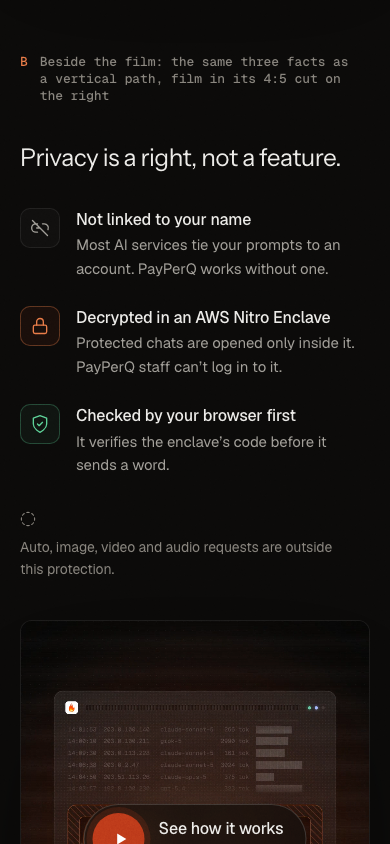 B Beside the film: the same three facts as
a vertical path, film in its 4:5 cut on
the right
Privacy is a right, not a feature.
Not linked to your name
Most AI services tie your prompts to an
account. PayPerQ works without one.
Decrypted in an AWS Nitro Enclave
Protected chats are opened only inside it.
PayPerQ staff can’t log in to it.
Checked by your browser first
It verifies the enclave’s code before it
sends a word.
Auto, image, video and audio requests are outside
this protection.
See how it works